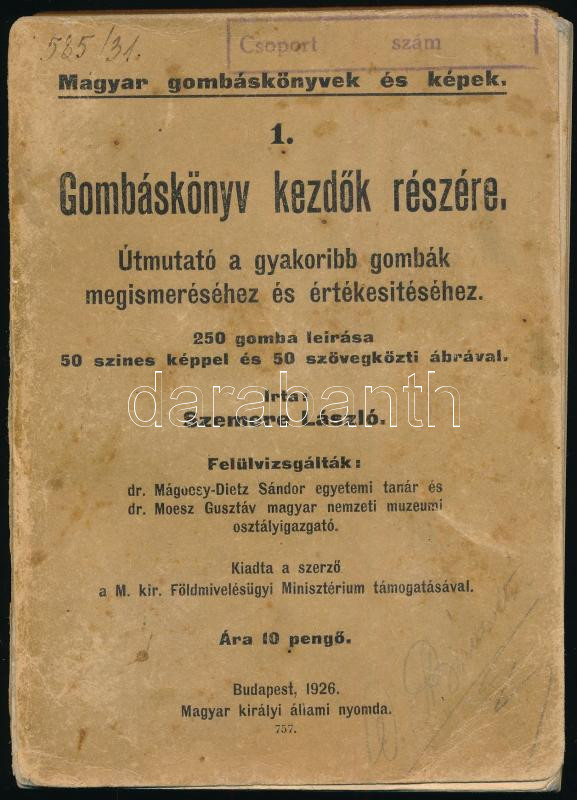 585/31.
Csoport szám
Magyar gombáskönyvek és képek.
1.
Gombáskönyv kezdők részére.
Útmutató a gyakoribb gombák
megismeréséhez és értékesitéséhez.
250 gomba leirása
50 szines képpel és 50 szövegközti ábrával.
Irta:
darabanth
Szemere László.
Felülvizsgálták:
dr. Mágocsy-Dietz Sándor egyetemi tanár és
dr. Moesz Gusztáv magyar nemzeti muzeumi
osztályigazgató.
Kiadta a szerző
a M. kir. Földmivelésügyi Minisztérium támogatásával.
Ára 10 pengő.
Budapest, 1926.
Magyar királyi állami nyomda.
757.